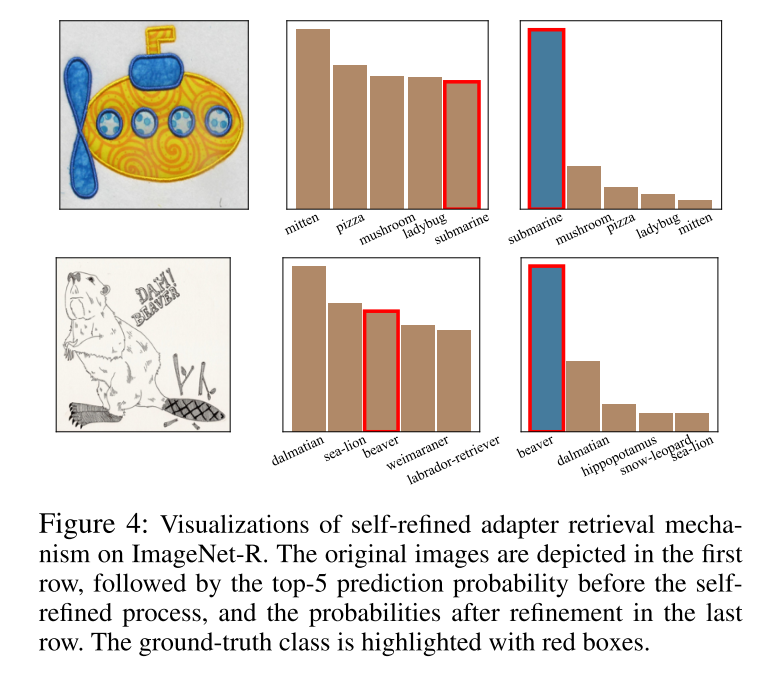 mitten
pizza
mushroom
ladybug
submarine
submarine
mushroom
pizza
ladybug
mitten
DAM!
BEAVER
dalmatian
sea-lion
beaver
weimaraner
labrador-retriever
beaver
dalmatian
hippopotamus
snow-leopard
sea-lion
Figure 4: Visualizations of self-refined adapter retrieval mecha-
nism on ImageNet-R. The original images are depicted in the first
row, followed by the top-5 prediction probability before the self-
refined process, and the probabilities after refinement in the last
row. The ground-truth class is highlighted with red boxes.